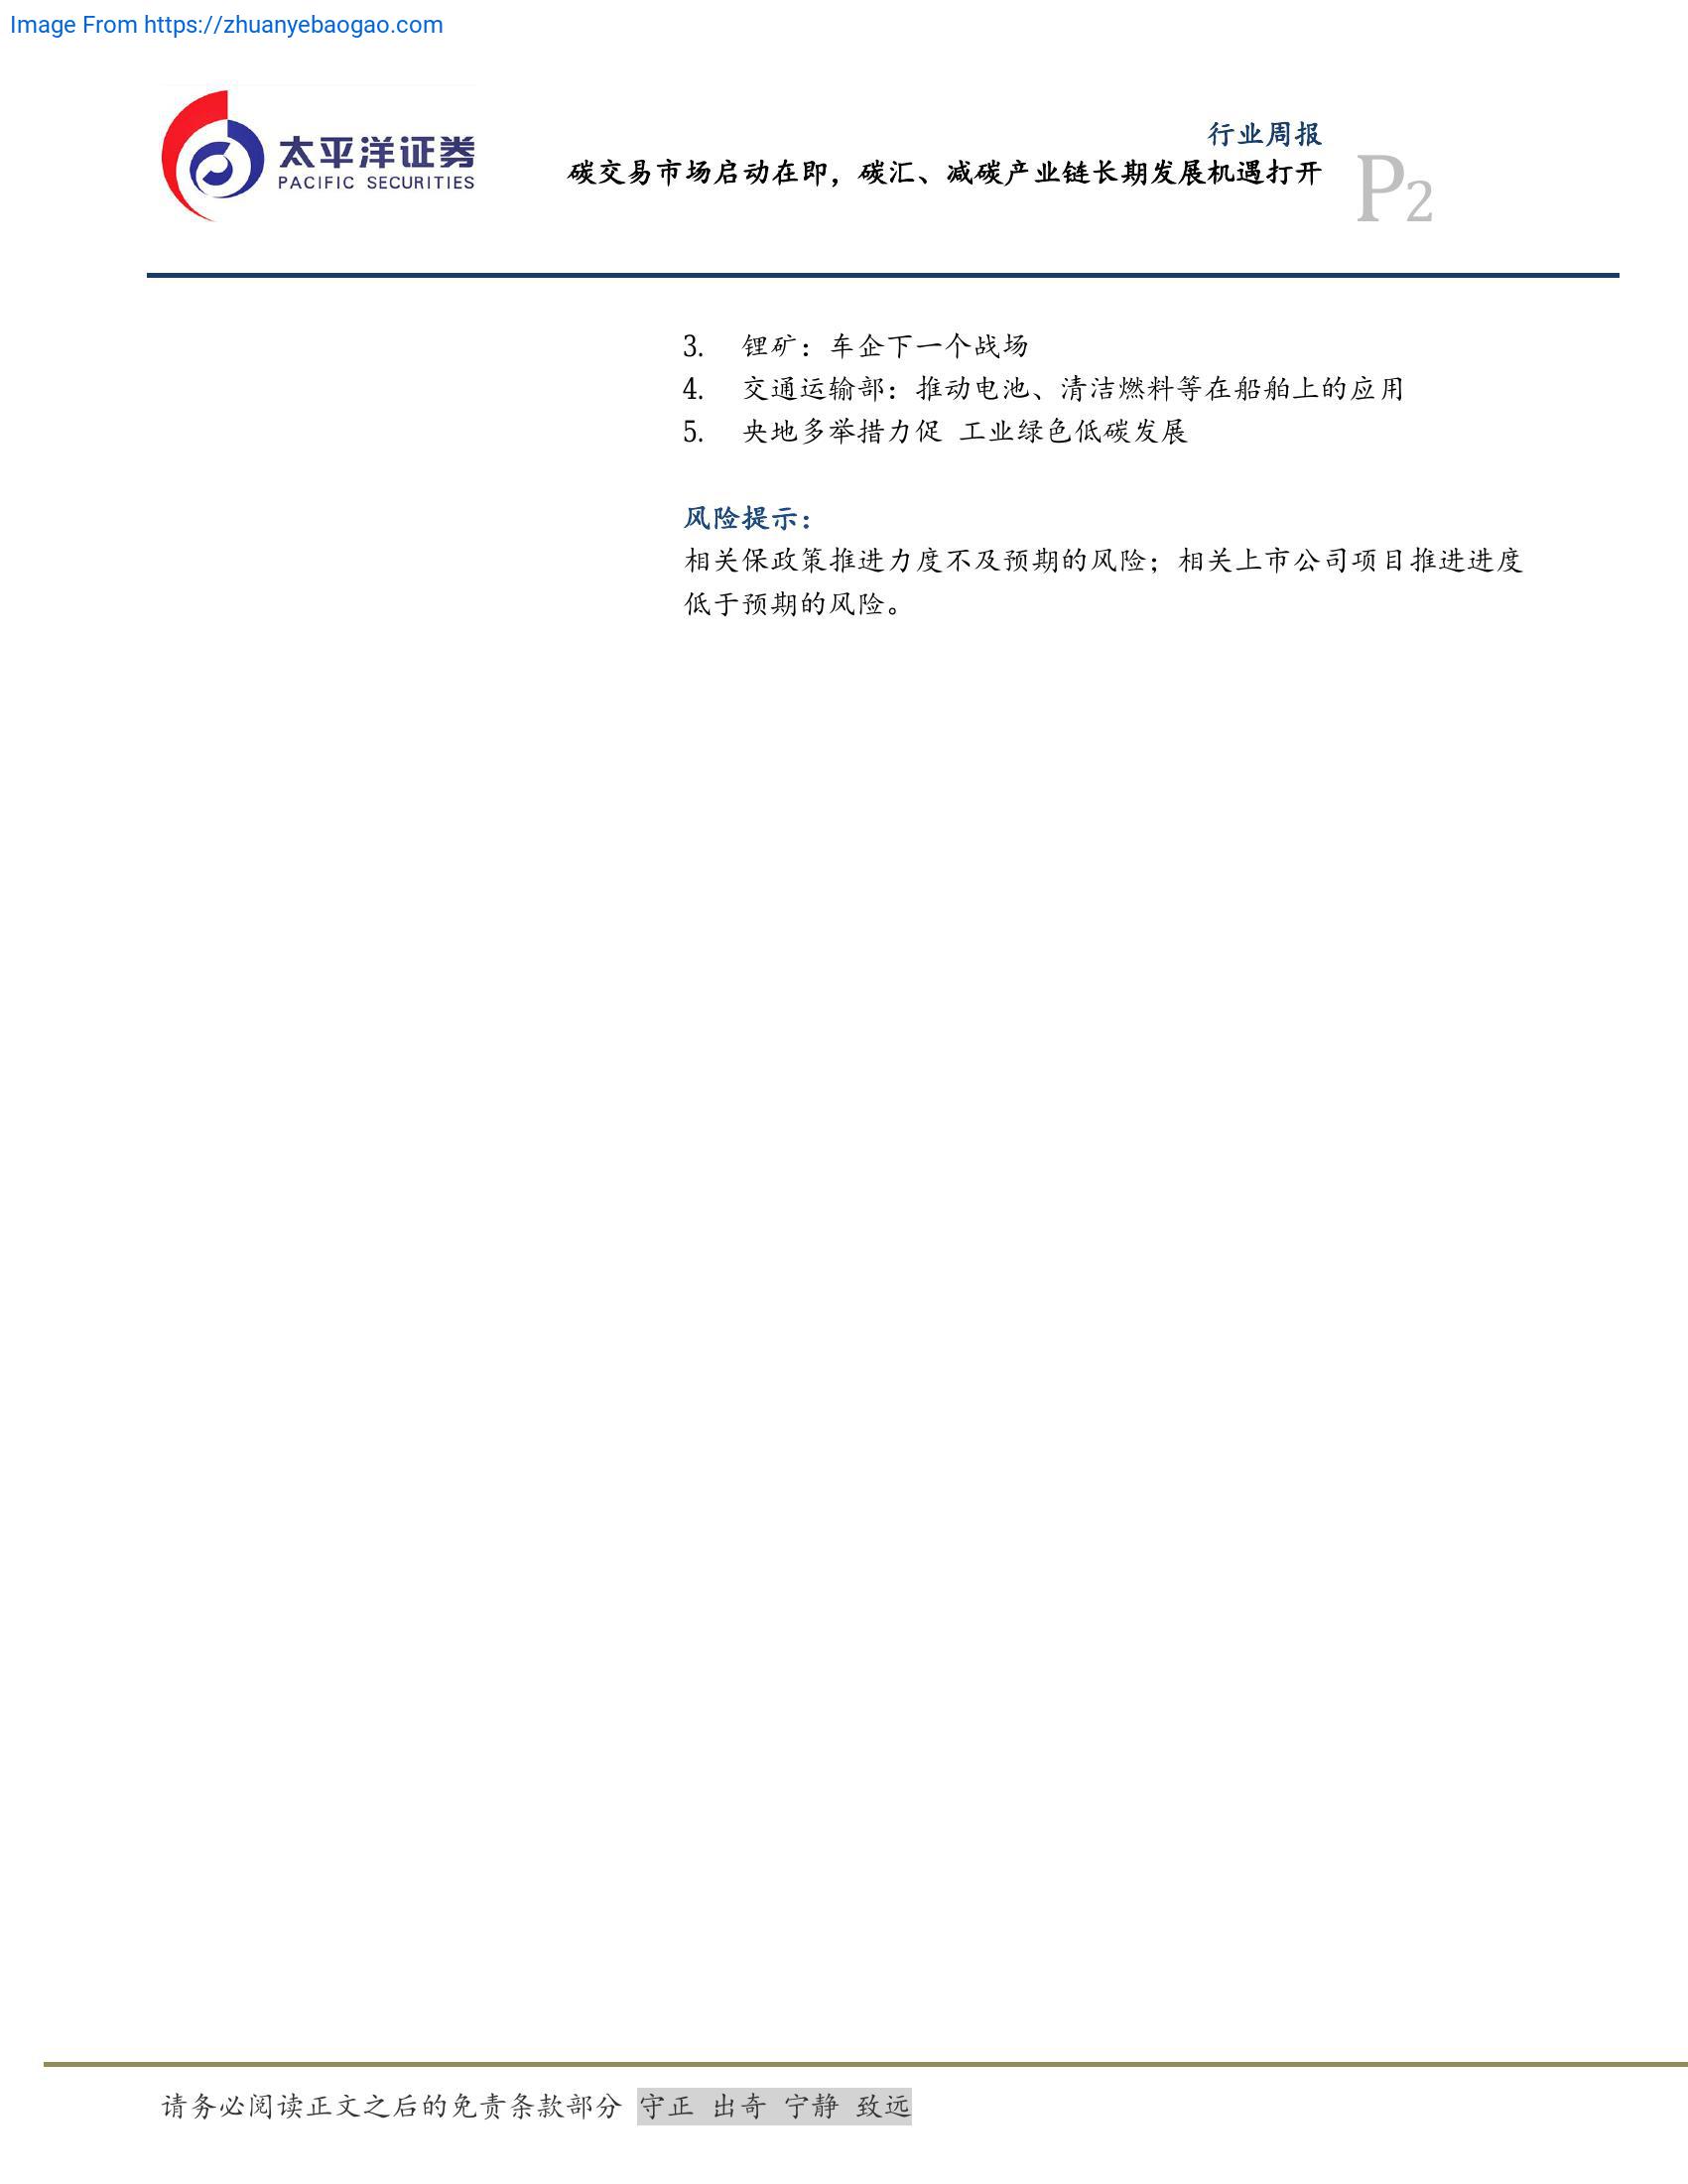 Image From https://zhuanyebaogao.com
太平洋证券
PACIFIC SECURITIES
行业周报
碳交易市场启动在即，碳汇、减碳产业链长期发展机遇打开
P2
3. 锂矿：车企下一个战场
4. 交通运输部：推动电池、清洁燃料等在船舶上的应用
5. 央地多举措力促 工业绿色低碳发展
风险提示：
相关保政策推进力度不及预期的风险；相关上市公司项目推进进度
低于预期的风险。
请务必阅读正文之后的免责条款部分 守正 出奇 宁静 致远